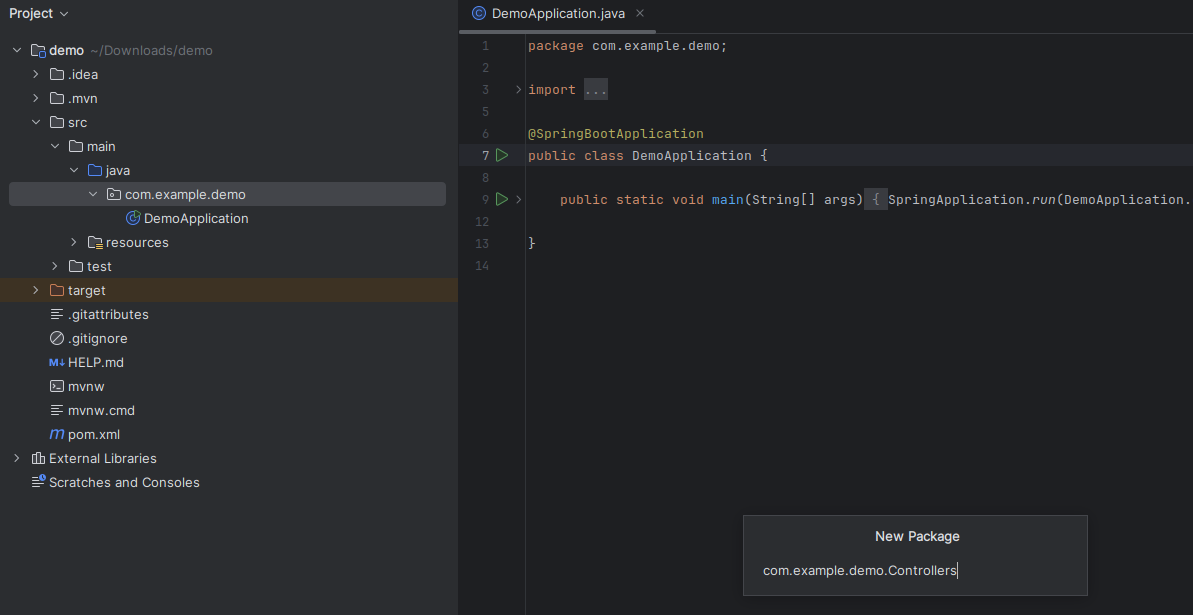 Project
demo ~/Downloads/demo
.idea
.mvn
src
main
java
com.example.demo
DemoApplication
resources
test
target
.gitattributes
.gitignore
M↓ HELP.md
mvnw
mvnw.cmd
m pom.xml
External Libraries
Scratches and Consoles
C DemoApplication.java ×
1 package com.example.demo;
2
3 import ...
5
6 @SpringBootApplication
7 public class DemoApplication {
8
9 public static void main(String[] args) { SpringApplication.run(DemoApplication.
12
13 }
14
New Package
com.example.demo.Controllers